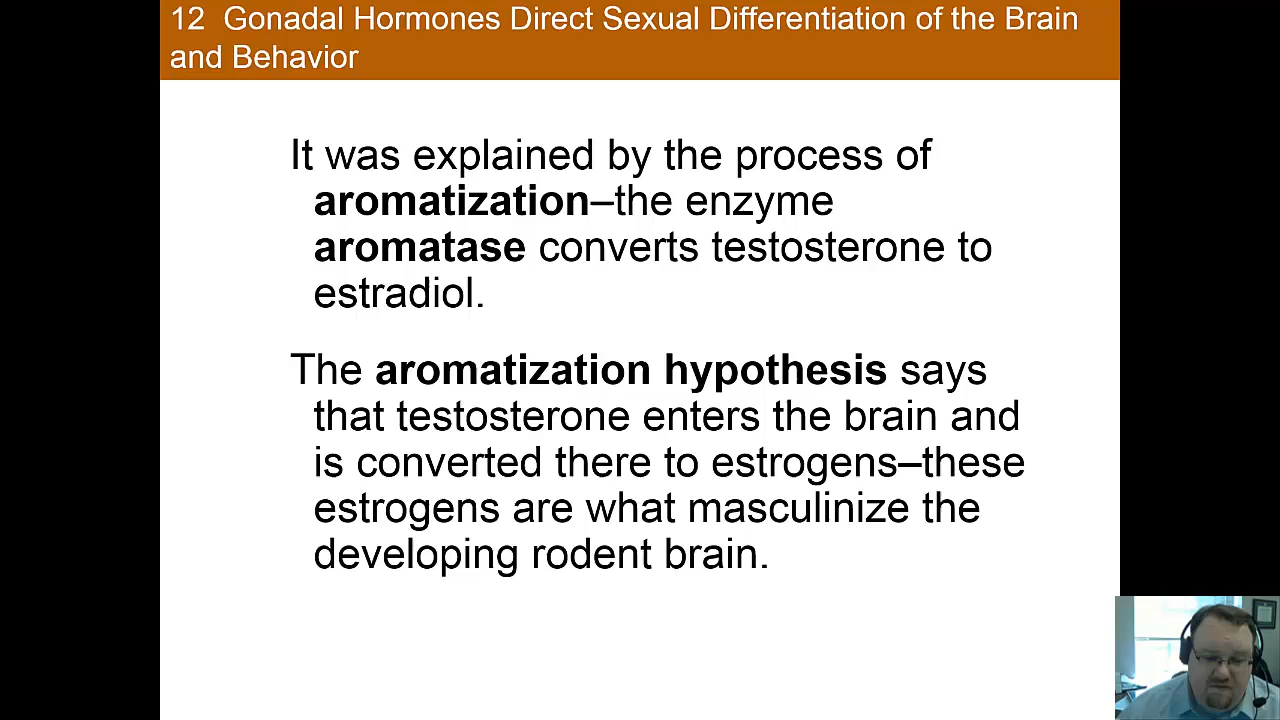 12 Gonadal Hormones Direct Sexual Differentiation of the Brain
and Behavior
It was explained by the process of
aromatization–the enzyme
aromatase converts testosterone to
estradiol.
The aromatization hypothesis says
that testosterone enters the brain and
is converted there to estrogens–these
estrogens are what masculinize the
developing rodent brain.